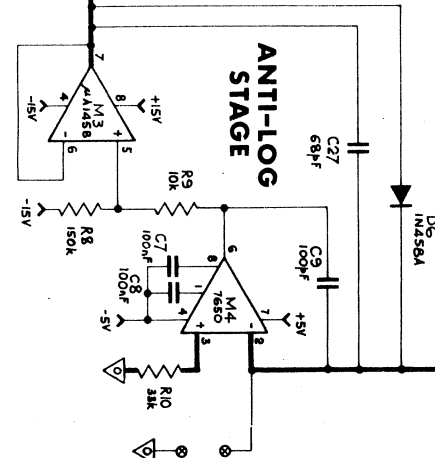 ANTI-LOG
STAGE
7
M3
µA1458
-15V
4
8
+15V
-
+
6
5
C27
68pF
D6
1N458A
R9
10k
-15V
R8
150k
6
C7
100nF
8
C9
100pF
C8
100nF
1
M4
7650
-5V
4
7
+5V
+
-
3
2
R10
33k